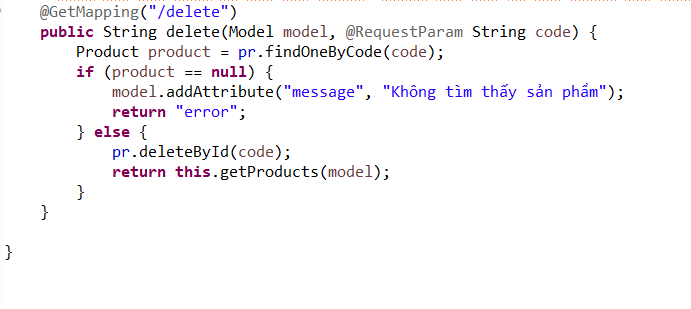 @GetMapping("/delete")
public String delete(Model model, @RequestParam String code) {
Product product = pr.findOneByCode(code);
if (product == null) {
model.addAttribute("message", "Không tìm thấy sản phẩm");
return "error";
} else {
pr.deleteById(code);
return this.getProducts(model);
}
}
}